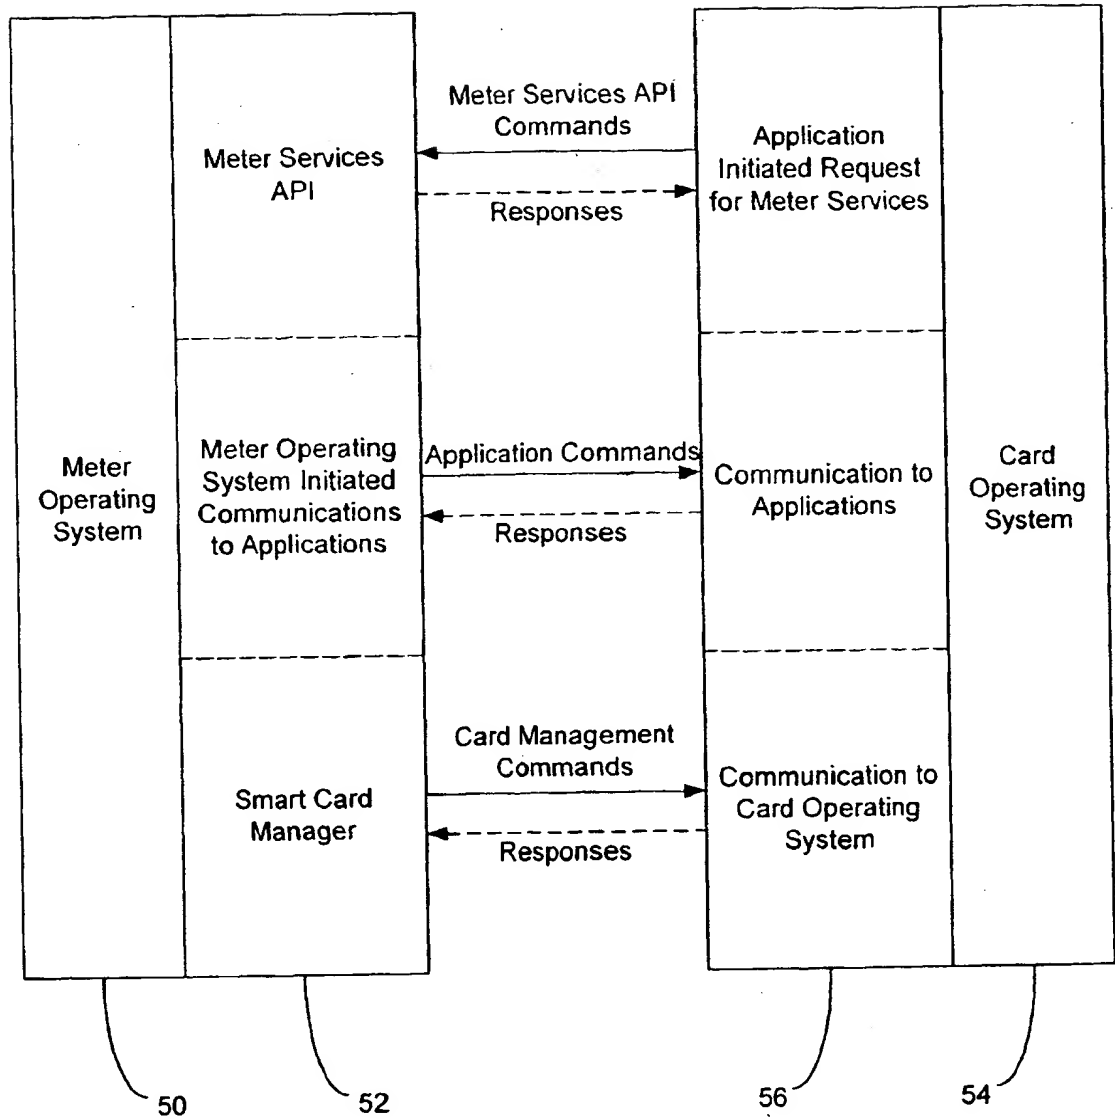 Meter Services API
Commands
Meter Services
API
Application
Initiated Request
for Meter Services
Responses
Meter
Operating
System
Meter Operating
System Initiated
Communications
to Applications
Application Commands
Responses
Communication to
Applications
Card
Operating
System
Card Management
Commands
Smart Card
Manager
Responses
Communication to
Card Operating
System
50
52
56
54